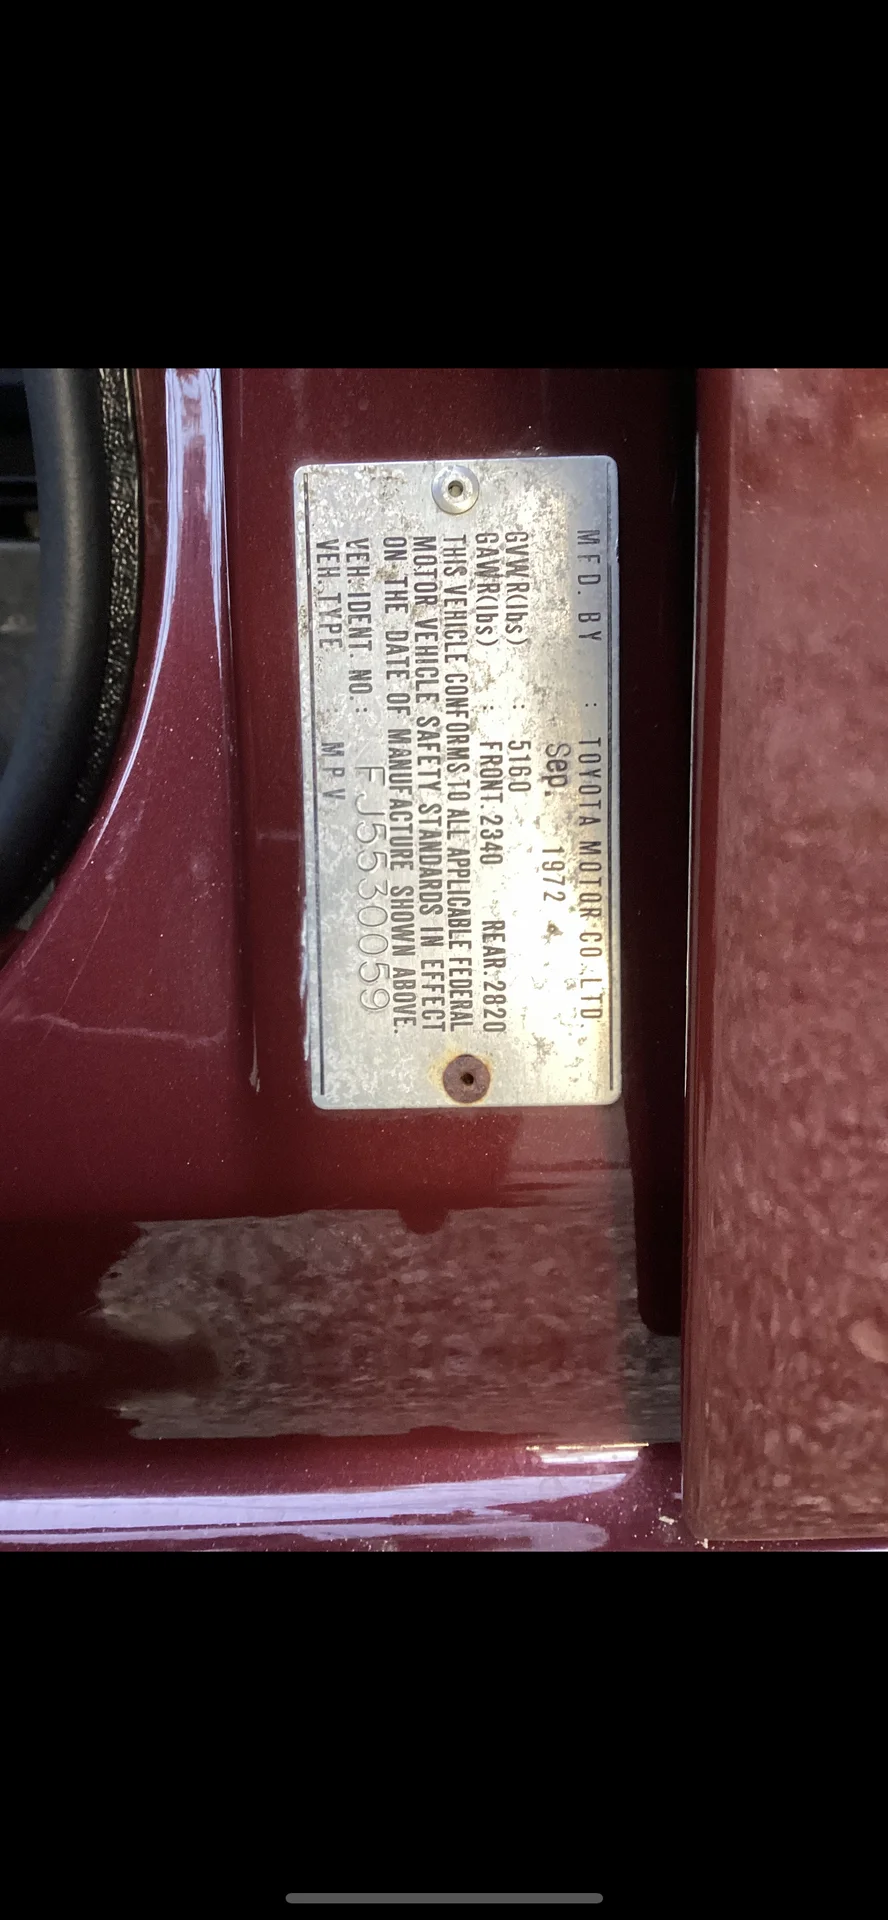 MFD. BY : TOYOTA MOTOR CO. LTD.
Sep. 1972
GVWR(lbs) : 5160
GAWR(lbs) : FRONT. 2340 REAR. 2820
THIS VEHICLE CONFORMS TO ALL APPLICABLE FEDERAL
MOTOR VEHICLE SAFETY STANDARDS IN EFFECT
ON THE DATE OF MANUFACTURE SHOWN ABOVE.
VEH. IDENT. NO. : FJ5530059
VEH. TYPE : M P V